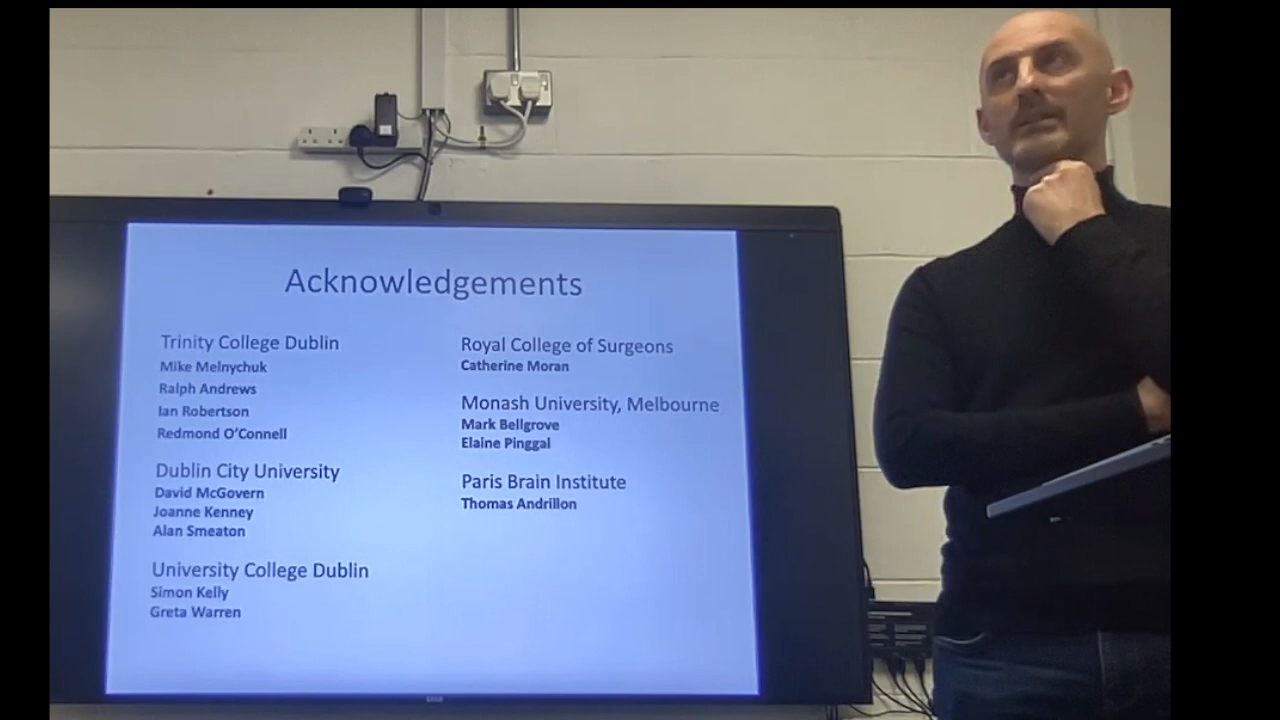 Acknowledgements
Trinity College Dublin
Mike Melnychuk
Ralph Andrews
Ian Robertson
Redmond O'Connell
Dublin City University
David McGovern
Joanne Kenney
Alan Smeaton
University College Dublin
Simon Kelly
Greta Warren
Royal College of Surgeons
Catherine Moran
Monash University, Melbourne
Mark Bellgrove
Elaine Pinggal
Paris Brain Institute
Thomas Andrillon